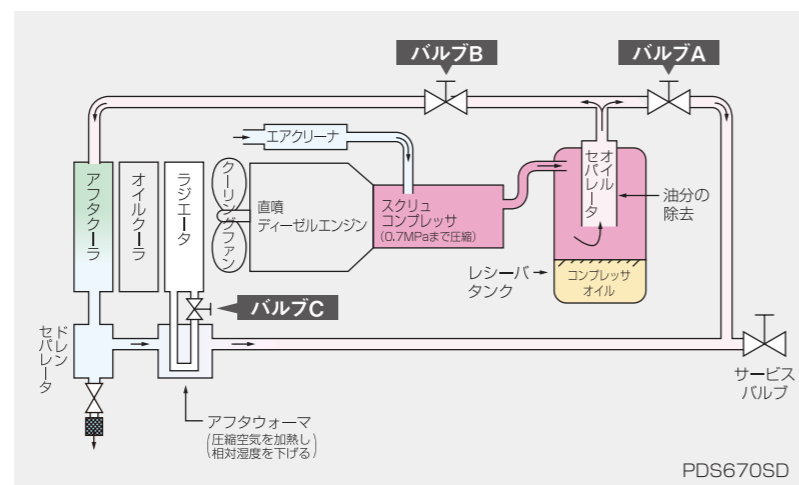 バルブB
バルブA
エアクリーナ
アフタクーラ
オイルクーラ
ラジエータ
クーリングファン
直噴
ディーゼルエンジン
スクリュ
コンプレッサ
(0.7MPaまで圧縮)
オイル
セパレータ
油分の
除去
レシーバ
タンク
コンプレッサ
オイル
バルブC
ドレン
セパレータ
サービス
バルブ
アフタウォーマ
(圧縮空気を加熱し
相対湿度を下げる)
PDS670SD